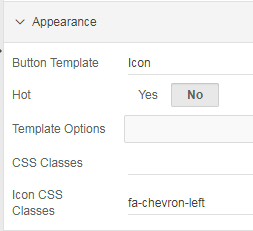 Appearance
Button Template Icon
Hot Yes No
Template Options
CSS Classes
Icon CSS
Classes fa-chevron-left